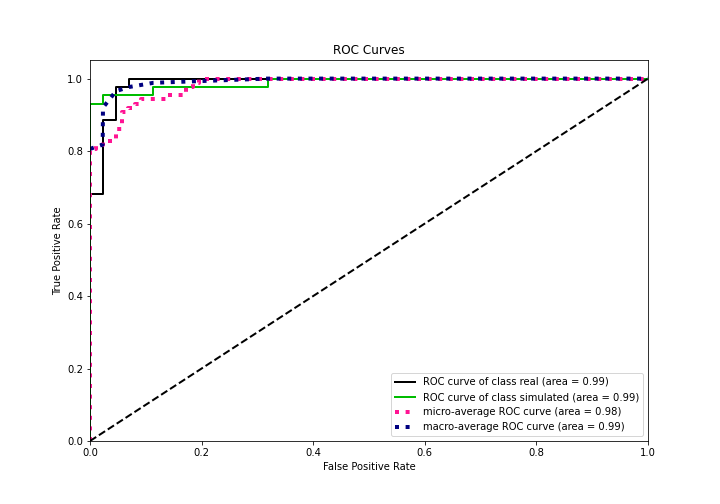 ROC Curves
True Positive Rate
1.0
0.8
0.6
0.4
0.2
0.0
0.0 0.2 0.4 0.6 0.8 1.0
False Positive Rate
ROC curve of class real (area = 0.99)
ROC curve of class simulated (area = 0.99)
micro-average ROC curve (area = 0.98)
macro-average ROC curve (area = 0.99)